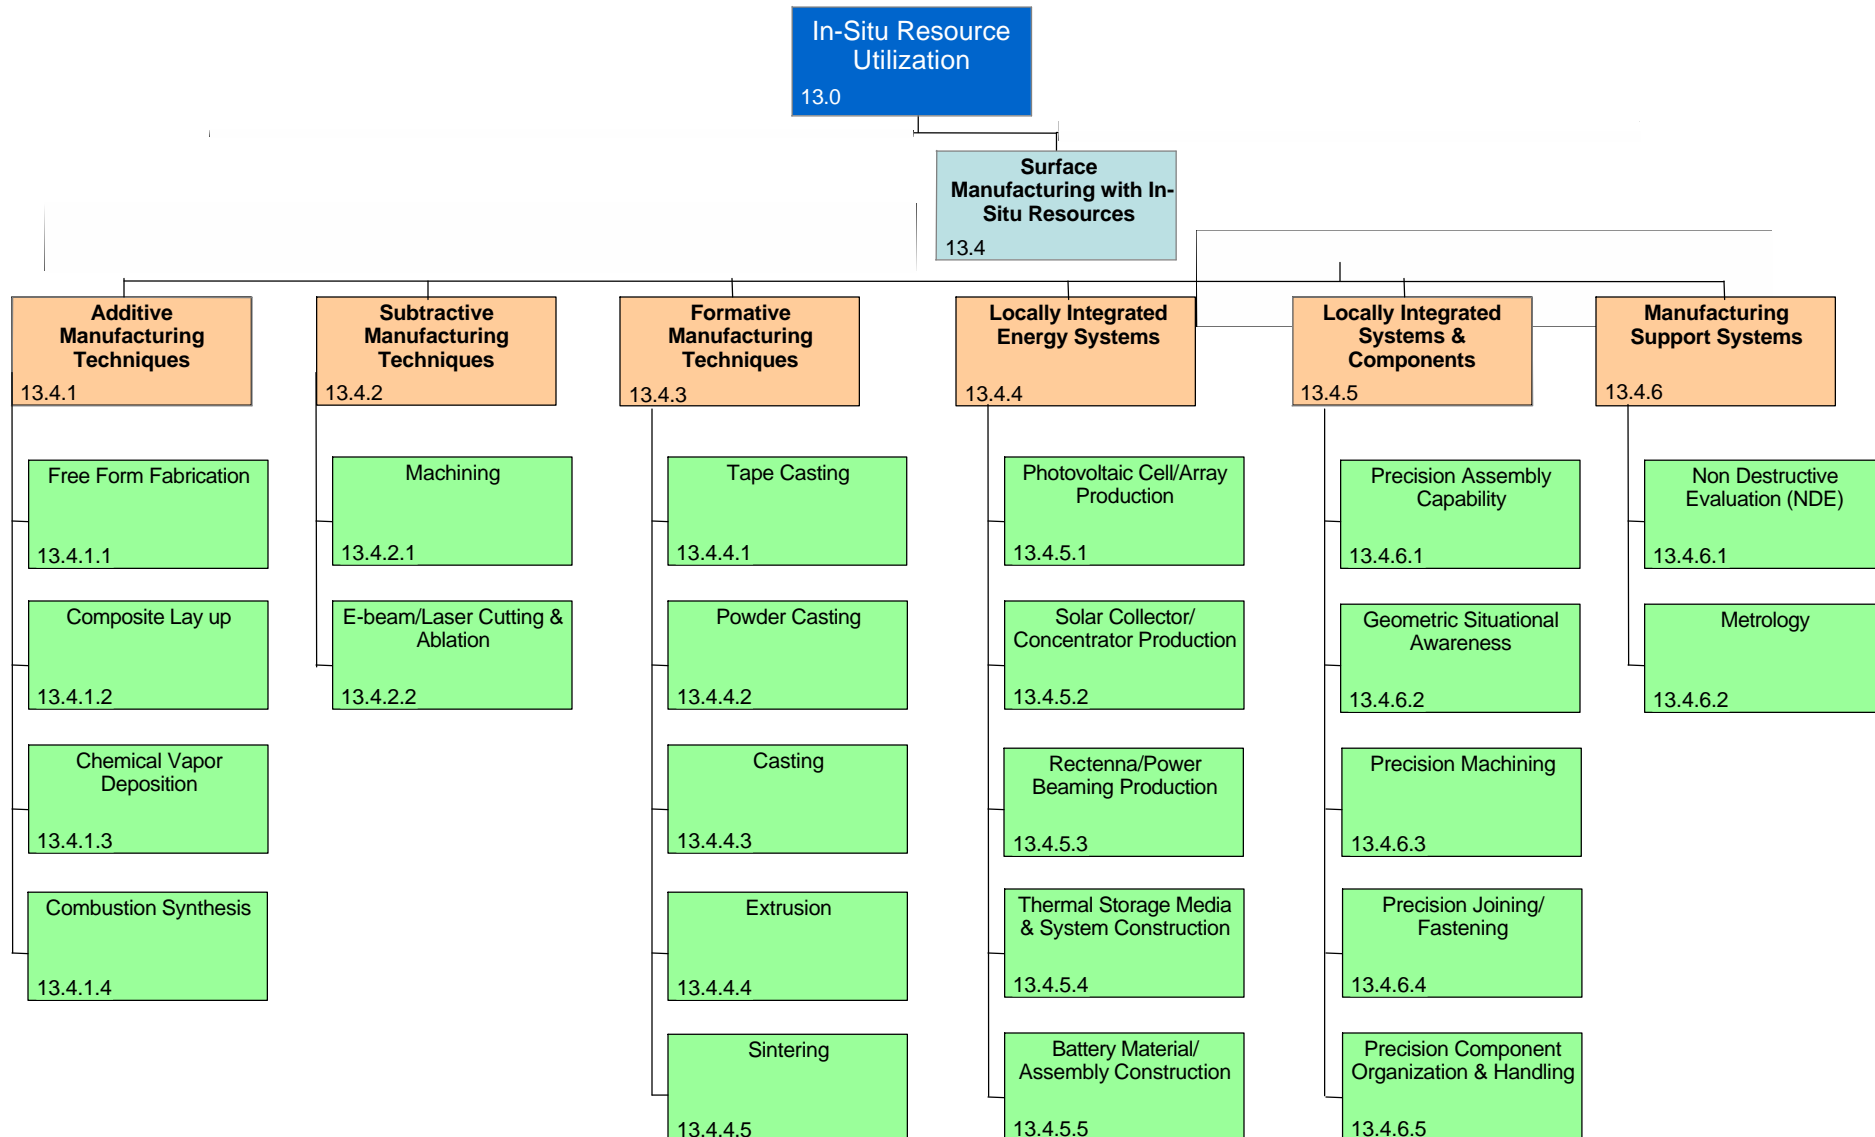 In-Situ Resource
Utilization
13.0
Surface
Manufacturing with In-
Situ Resources
13.4
Additive
Manufacturing
Techniques
13.4.1
Subtractive
Manufacturing
Techniques
13.4.2
Formative
Manufacturing
Techniques
13.4.3
Locally Integrated
Energy Systems
13.4.4
Locally Integrated
Systems &
Components
13.4.5
Manufacturing
Support Systems
13.4.6
Free Form Fabrication
13.4.1.1
Composite Lay up
13.4.1.2
Chemical Vapor
Deposition
13.4.1.3
Combustion Synthesis
13.4.1.4
Machining
13.4.2.1
E-beam/Laser Cutting &
Ablation
13.4.2.2
Tape Casting
13.4.4.1
Powder Casting
13.4.4.2
Casting
13.4.4.3
Extrusion
13.4.4.4
Sintering
13.4.4.5
Photovoltaic Cell/Array
Production
13.4.5.1
Solar Collector/
Concentrator Production
13.4.5.2
Rectenna/Power
Beaming Production
13.4.5.3
Thermal Storage Media
& System Construction
13.4.5.4
Battery Material/
Assembly Construction
13.4.5.5
Precision Assembly
Capability
13.4.6.1
Geometric Situational
Awareness
13.4.6.2
Precision Machining
13.4.6.3
Precision Joining/
Fastening
13.4.6.4
Precision Component
Organization & Handling
13.4.6.5
Non Destructive
Evaluation (NDE)
13.4.6.1
Metrology
13.4.6.2